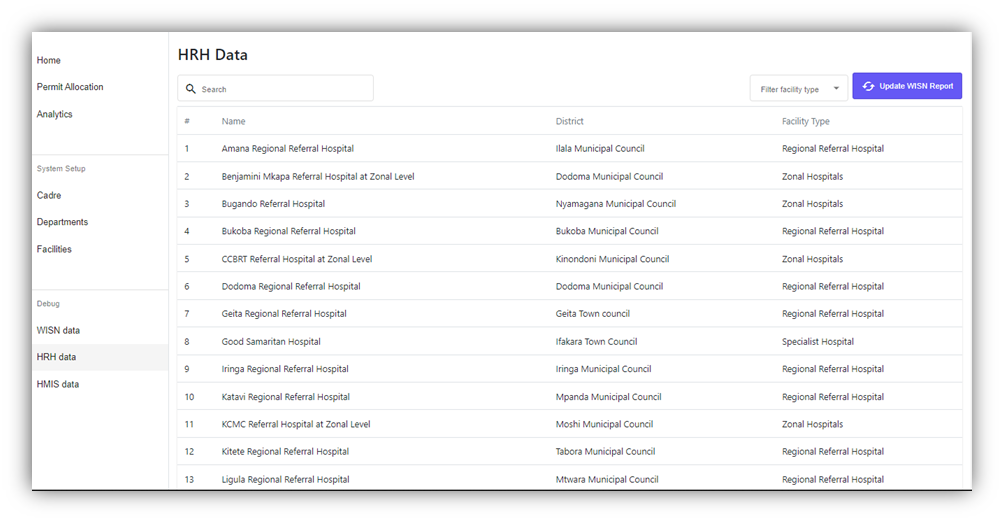 Home
Permit Allocation
Analytics
System Setup
Cadre
Departments
Facilities
Debug
WISN data
HRH data
HMIS data
HRH Data
Search
Filter facility type
Update WISN Report
# Name District Facility Type
1 Amana Regional Referral Hospital Ilala Municipal Council Regional Referral Hospital
2 Benjamini Mkapa Referral Hospital at Zonal Level Dodoma Municipal Council Zonal Hospitals
3 Bugando Referral Hospital Nyamagana Municipal Council Zonal Hospitals
4 Bukoba Regional Referral Hospital Bukoba Municipal Council Regional Referral Hospital
5 CCBRT Referral Hospital at Zonal Level Kinondoni Municipal Council Zonal Hospitals
6 Dodoma Regional Referral Hospital Dodoma Municipal Council Regional Referral Hospital
7 Geita Regional Referral Hospital Geita Town council Regional Referral Hospital
8 Good Samaritan Hospital Ifakara Town Council Specialist Hospital
9 Iringa Regional Referral Hospital Iringa Municipal Council Regional Referral Hospital
10 Katavi Regional Referral Hospital Mpanda Municipal Council Regional Referral Hospital
11 KCMC Referral Hospital at Zonal Level Moshi Municipal Council Zonal Hospitals
12 Kitete Regional Referral Hospital Tabora Municipal Council Regional Referral Hospital
13 Ligula Regional Referral Hospital Mtwara Municipal Council Regional Referral Hospital